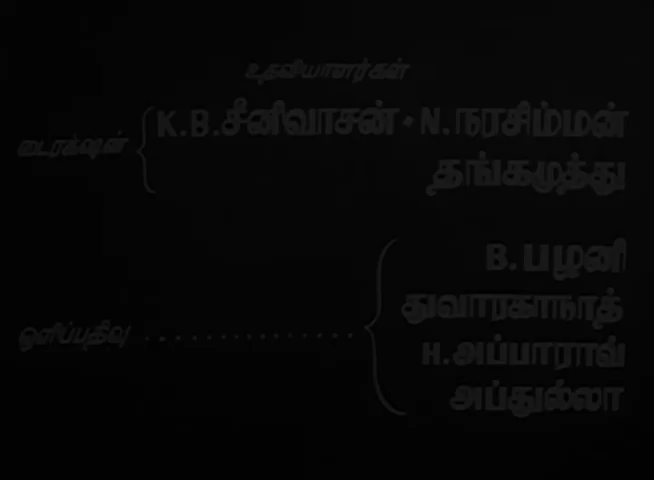 உதவியாளர்கள்
டைரக்ஷன் { K.B.சீனிவாசன் • N.நரசிம்மன்
தங்கமுத்து
B.பழனி
துவாரகாநாத்
ஒளிப்பதிவு .................. {
H.அப்பாராவ்
அப்துல்லா